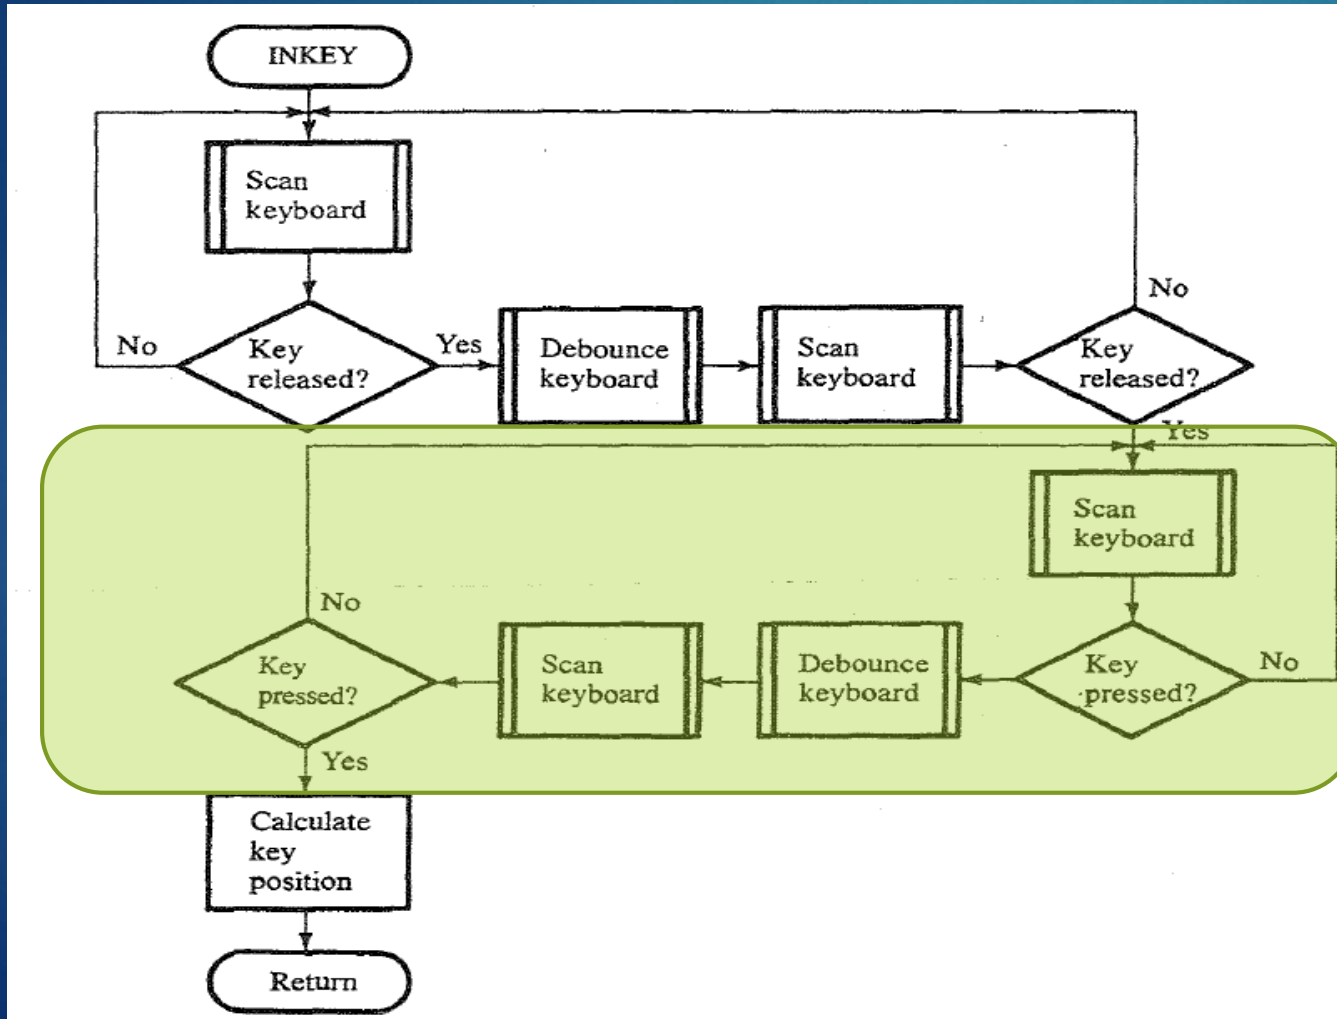 INKEY
Scan
keyboard
No
Key
released?
Yes
Debounce
keyboard
Scan
keyboard
Key
released?
No
Yes
Scan
keyboard
Key
pressed?
No
Debounce
keyboard
Scan
keyboard
Key
pressed?
No
Yes
Calculate
key
position
Return